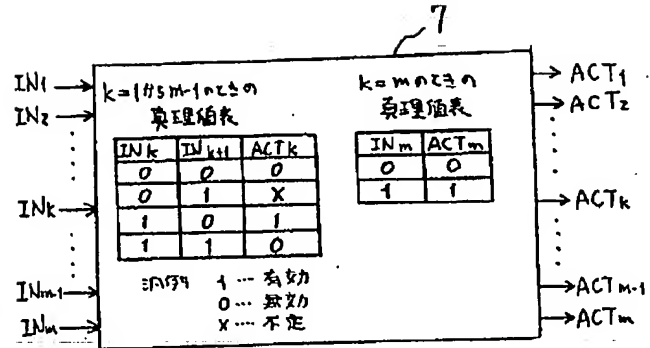 7
IN1
IN2
INk
INm-1
INm
k=1からm-1のときの
真理値表
INk INk+1 ACTk
0 0 0
0 1 X
1 0 1
1 1 0
1…有効
0…無効
X…不定
k=mのときの
真理値表
INm ACTm
0 0
1 1
ACT1
ACT2
ACTk
ACTm-1
ACTm